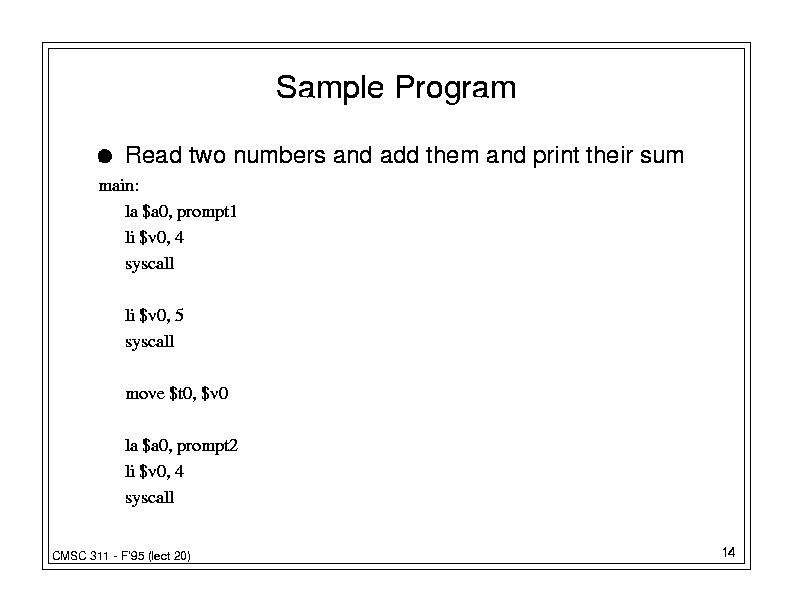 Sample Program
● Read two numbers and add them and print their sum
main:
la $a0, prompt1
li $v0, 4
syscall
li $v0, 5
syscall
move $t0, $v0
la $a0, prompt2
li $v0, 4
syscall
CMSC 311 - F'95 (lect 20)
14